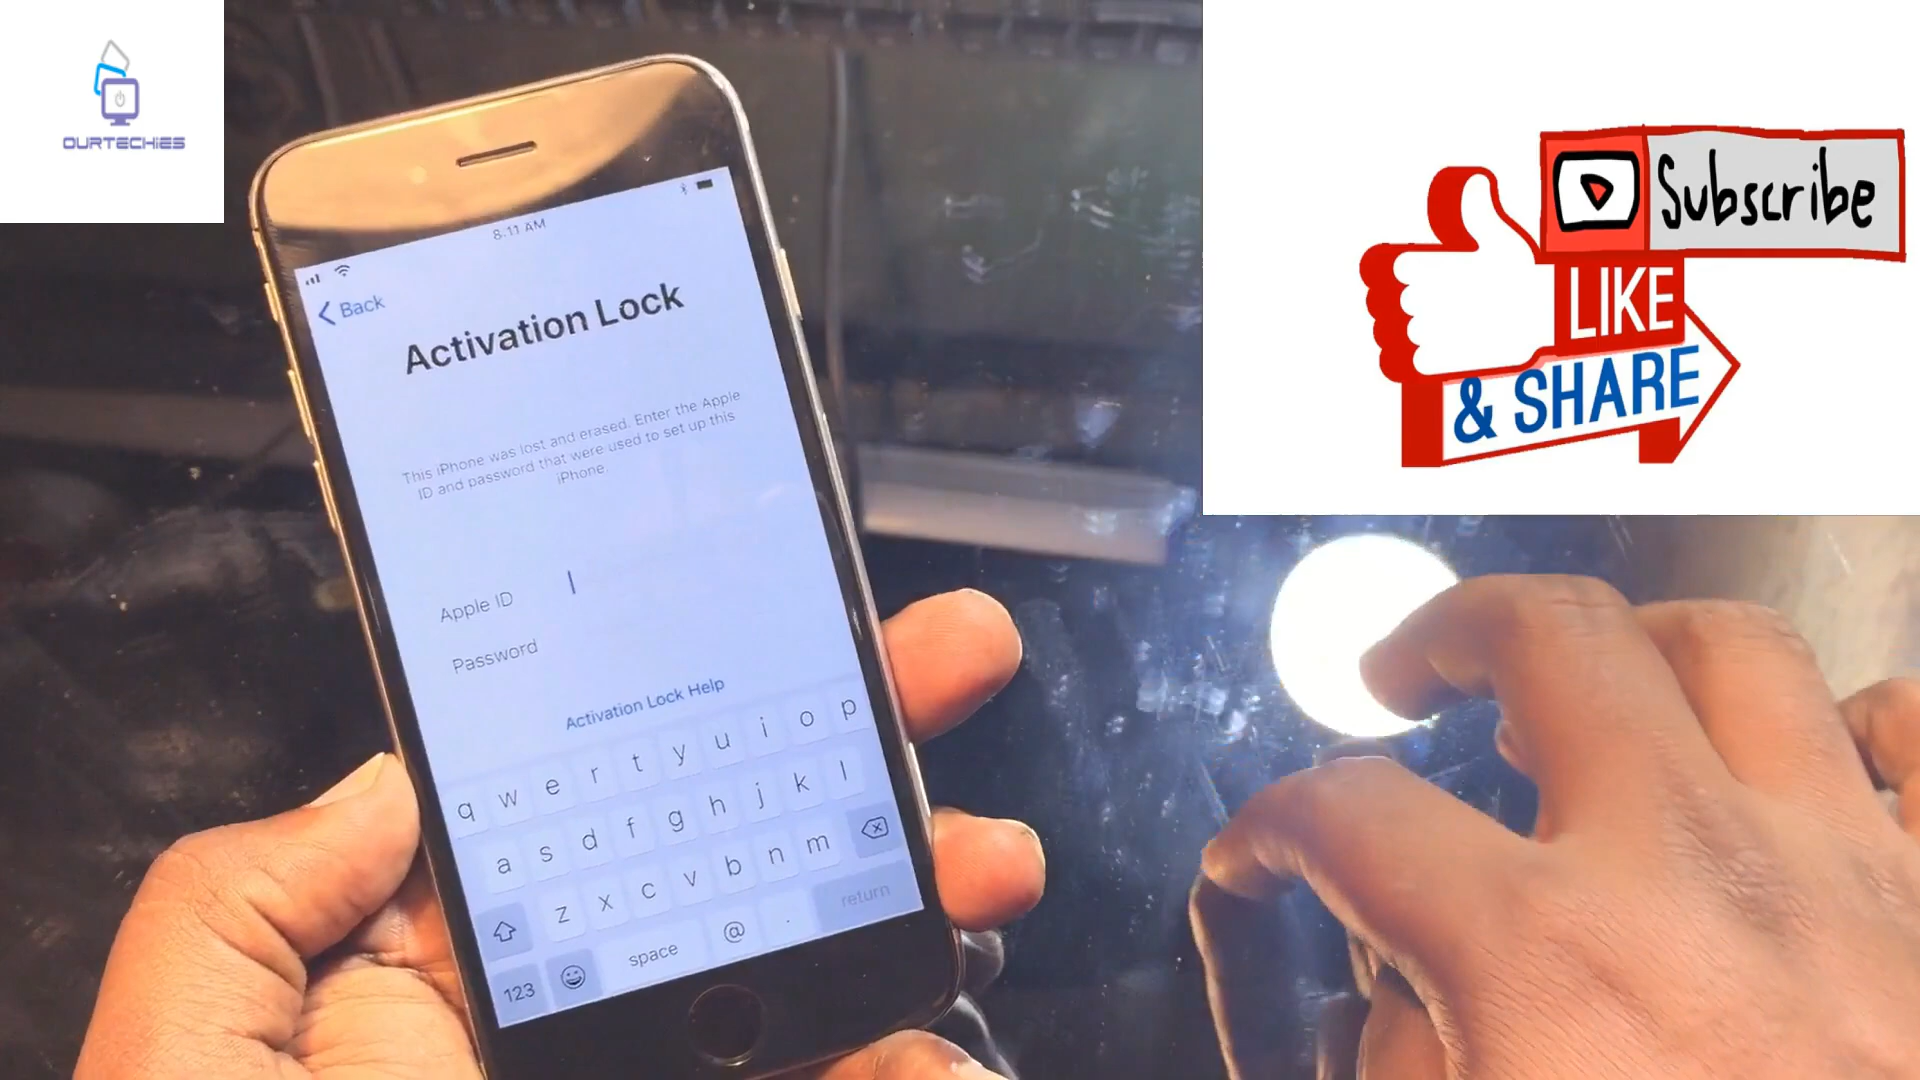 OURTECHIES
8:11 AM
Back
Activation Lock
This iPhone was lost and erased. Enter the Apple
ID and password that were used to set up this
iPhone.
Apple ID
Password
Activation Lock Help
q w e r t y u i o p
a s d f g h j k l
z x c v b n m
123 space @ . return
Subscribe
LIKE
& SHARE